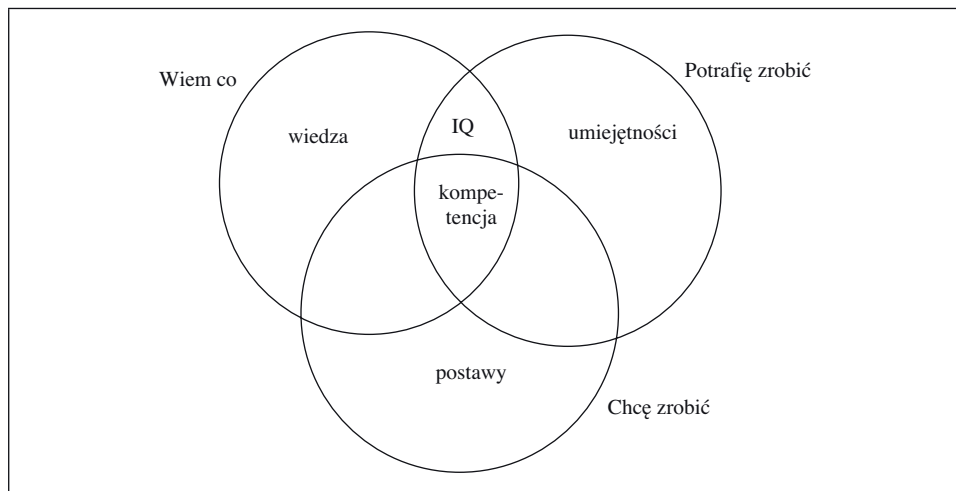 Wiem co
Potrafię zrobić
wiedza
IQ
umiejętności
kompe-
tencja
postawy
Chcę zrobić